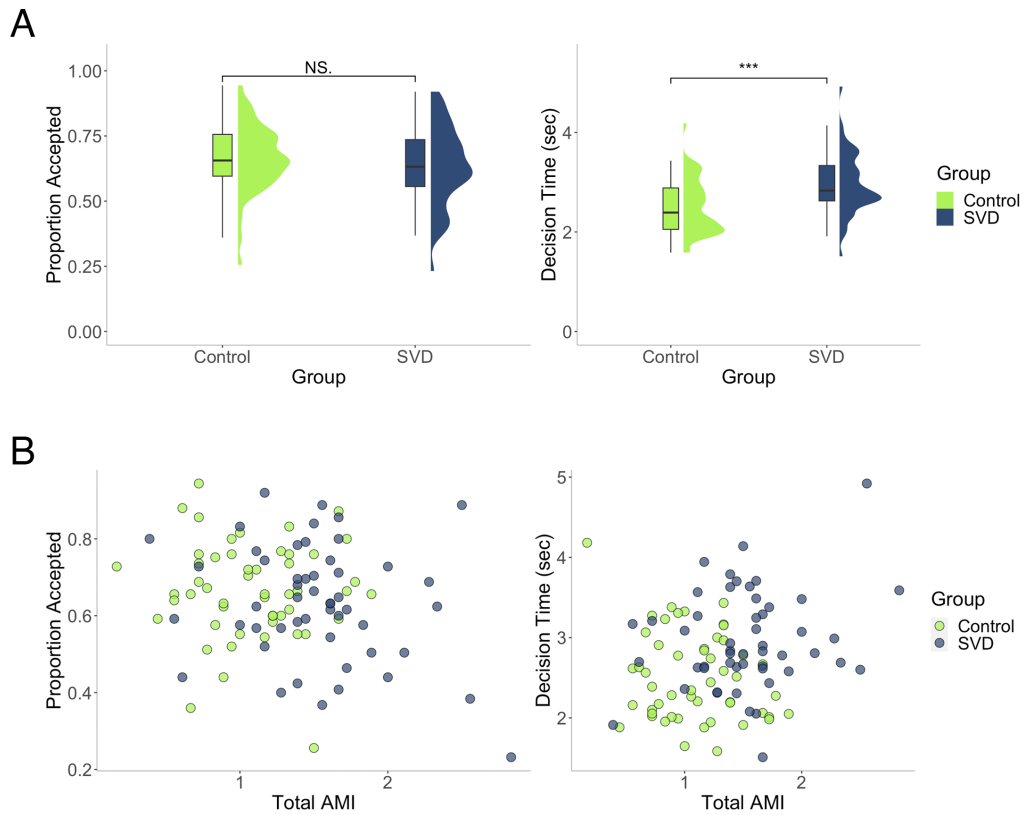 A
Proportion Accepted
1.00
0.75
0.50
0.25
0.00
NS.
Control
SVD
Group
Decision Time (sec)
4
2
0
***
Control
SVD
Group
Group
Control
SVD
B
Proportion Accepted
0.8
0.6
0.4
0.2
1
2
Total AMI
Decision Time (sec)
5
4
3
2
1
2
Total AMI
Group
Control
SVD